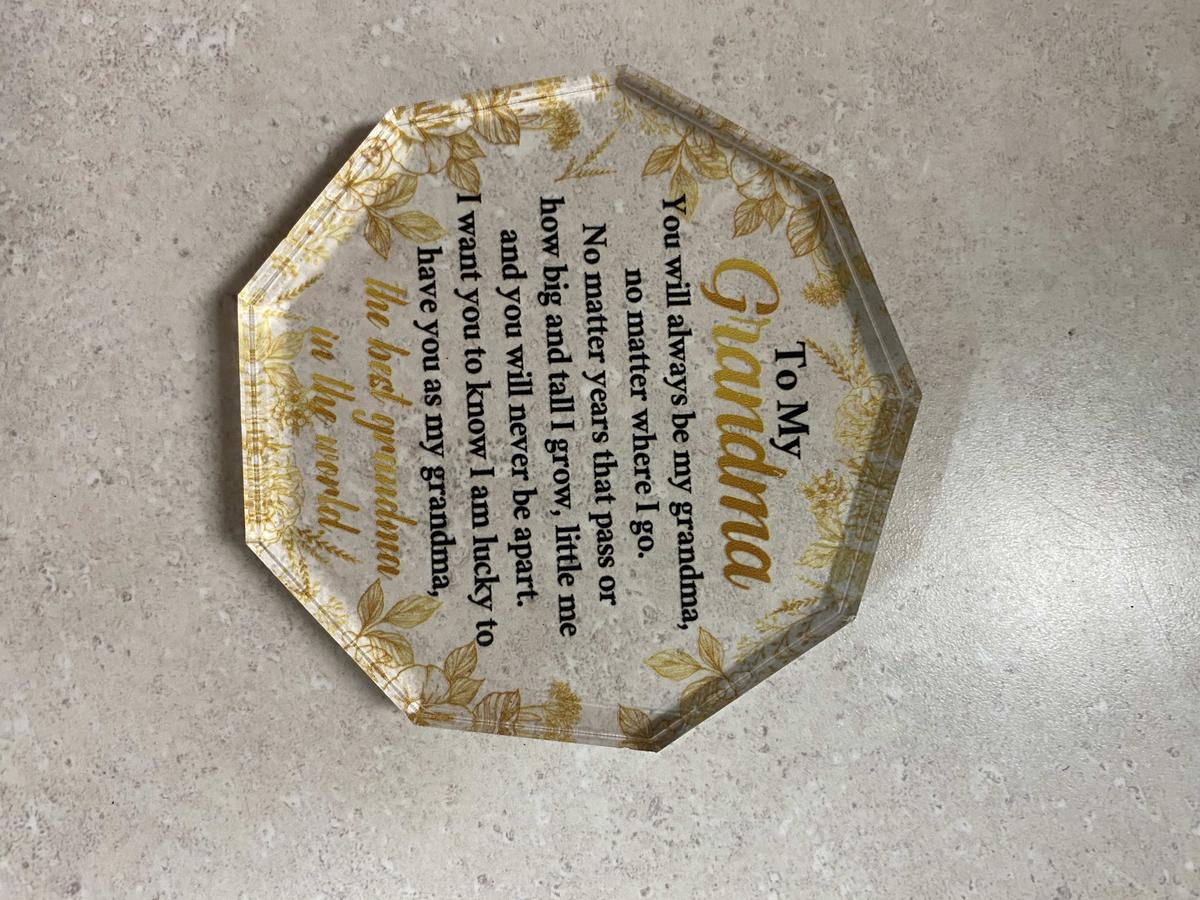 To My
Grandma
You will always be my grandma,
no matter where I go.
No matter years that pass or
how big and tall I grow, little me
and you will never be apart.
I want you to know I am lucky to
have you as my grandma,
the best grandma
in the world